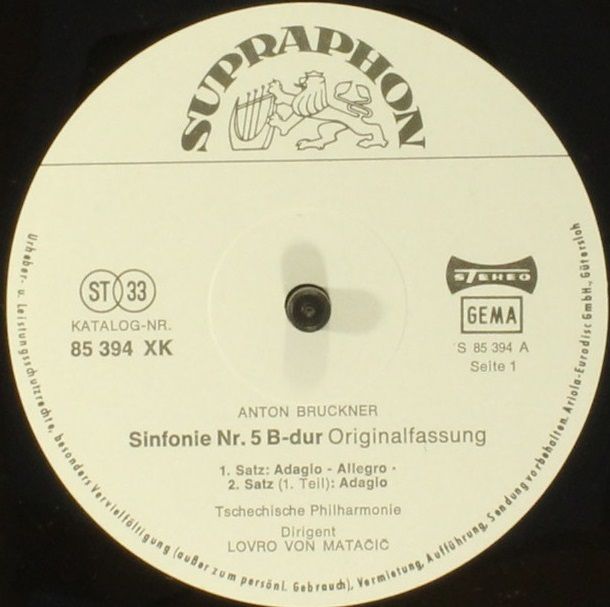 SUPRAPHON
ST 33
KATALOG-NR.
85 394 XK
STEREO
GEMA
S 85 394 A
Seite 1
ANTON BRUCKNER
Sinfonie Nr. 5 B-dur Originalfassung
1. Satz: Adagio - Allegro -
2. Satz (1. Teil): Adagio
Tschechische Philharmonie
Dirigent
LOVRO VON MATAČIČ
Urheber- u. Leistungsschutzrechte, besonders Vervielfältigung (außer zum persönl. Gebrauch), Vermietung, Aufführung, Sendung vorbehalten. Ariola-Eurodisc GmbH., Gütersloh